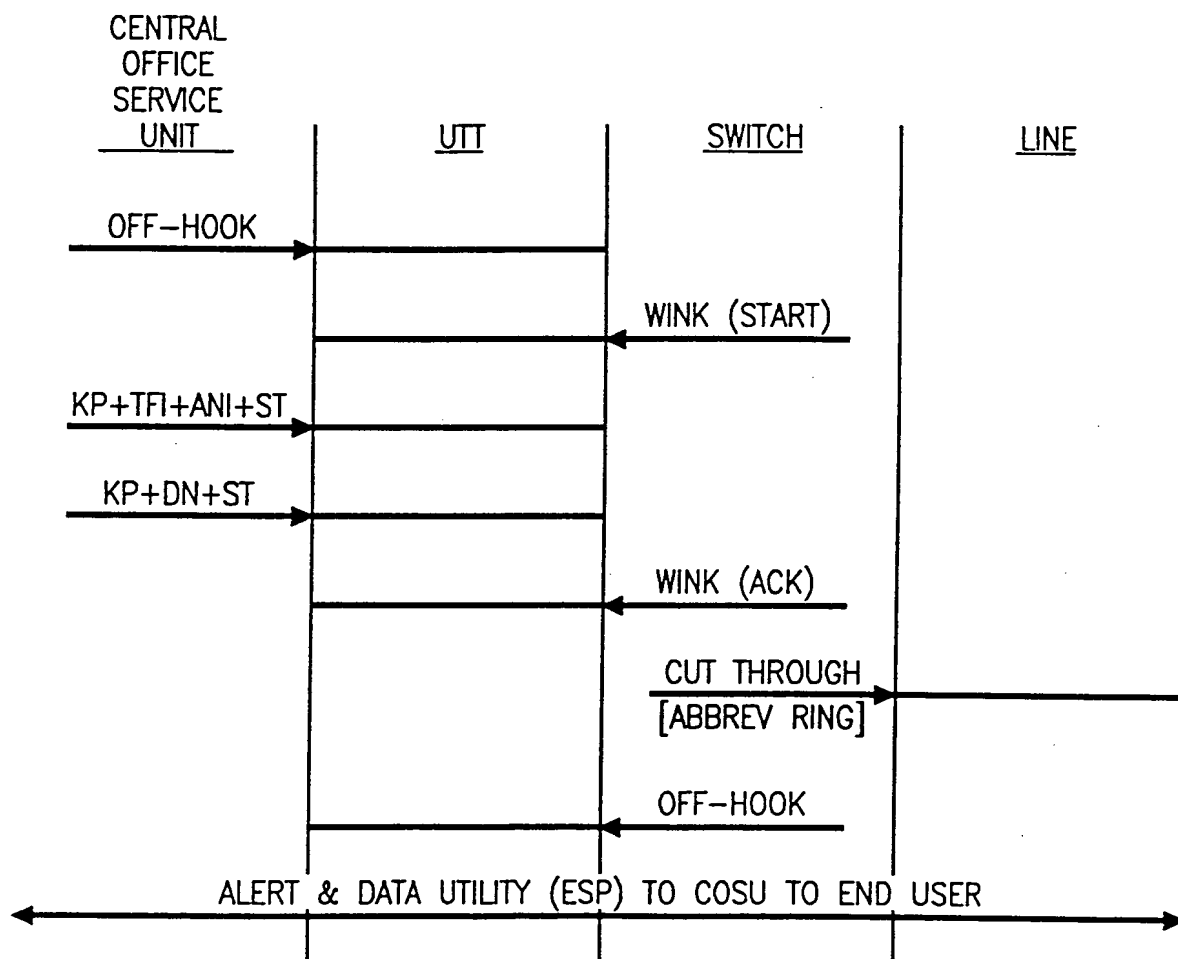 CENTRAL
OFFICE
SERVICE
UNIT
UTT
SWITCH
LINE
OFF-HOOK
WINK (START)
KP+TFI+ANI+ST
KP+DN+ST
WINK (ACK)
CUT THROUGH
[ABBREV RING]
OFF-HOOK
ALERT & DATA UTILITY (ESP) TO COSU TO END USER